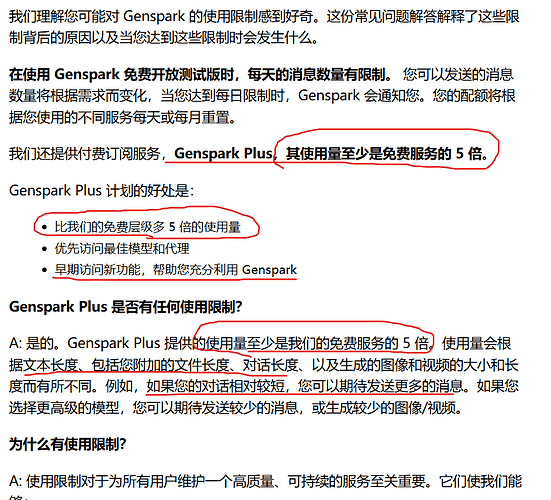 我们理解您可能对 Genspark 的使用限制感到好奇。这份常见问题解答解释了这些限
制背后的原因以及当您达到这些限制时会发生什么。
在使用 Genspark 免费开放测试版时，每天的消息数量有限制。 您可以发送的消息
数量将根据需求而变化，当您达到每日限制时，Genspark 会通知您。您的配额将根
据您使用的不同服务每天或每月重置。
我们还提供付费订阅服务，Genspark Plus，其使用量至少是免费服务的 5 倍。
Genspark Plus 计划的好处是：
• 比我们的免费层级多 5 倍的使用量
• 优先访问最佳模型和代理
• 早期访问新功能，帮助您充分利用 Genspark
Genspark Plus 是否有任何使用限制？
A: 是的。Genspark Plus 提供的使用量至少是我们的免费服务的 5 倍。使用量会根
据文本长度、包括您附加的文件长度、对话长度、以及生成的图像和视频的大小和长
度而有所不同。例如，如果您的对话相对较短，您可以期待发送更多的消息。如果您
选择更高级的模型，您可以期待发送较少的消息，或生成较少的图像/视频。
为什么有使用限制？
A: 使用限制对于为所有用户维护一个高质量、可持续的服务至关重要。它们使我们能